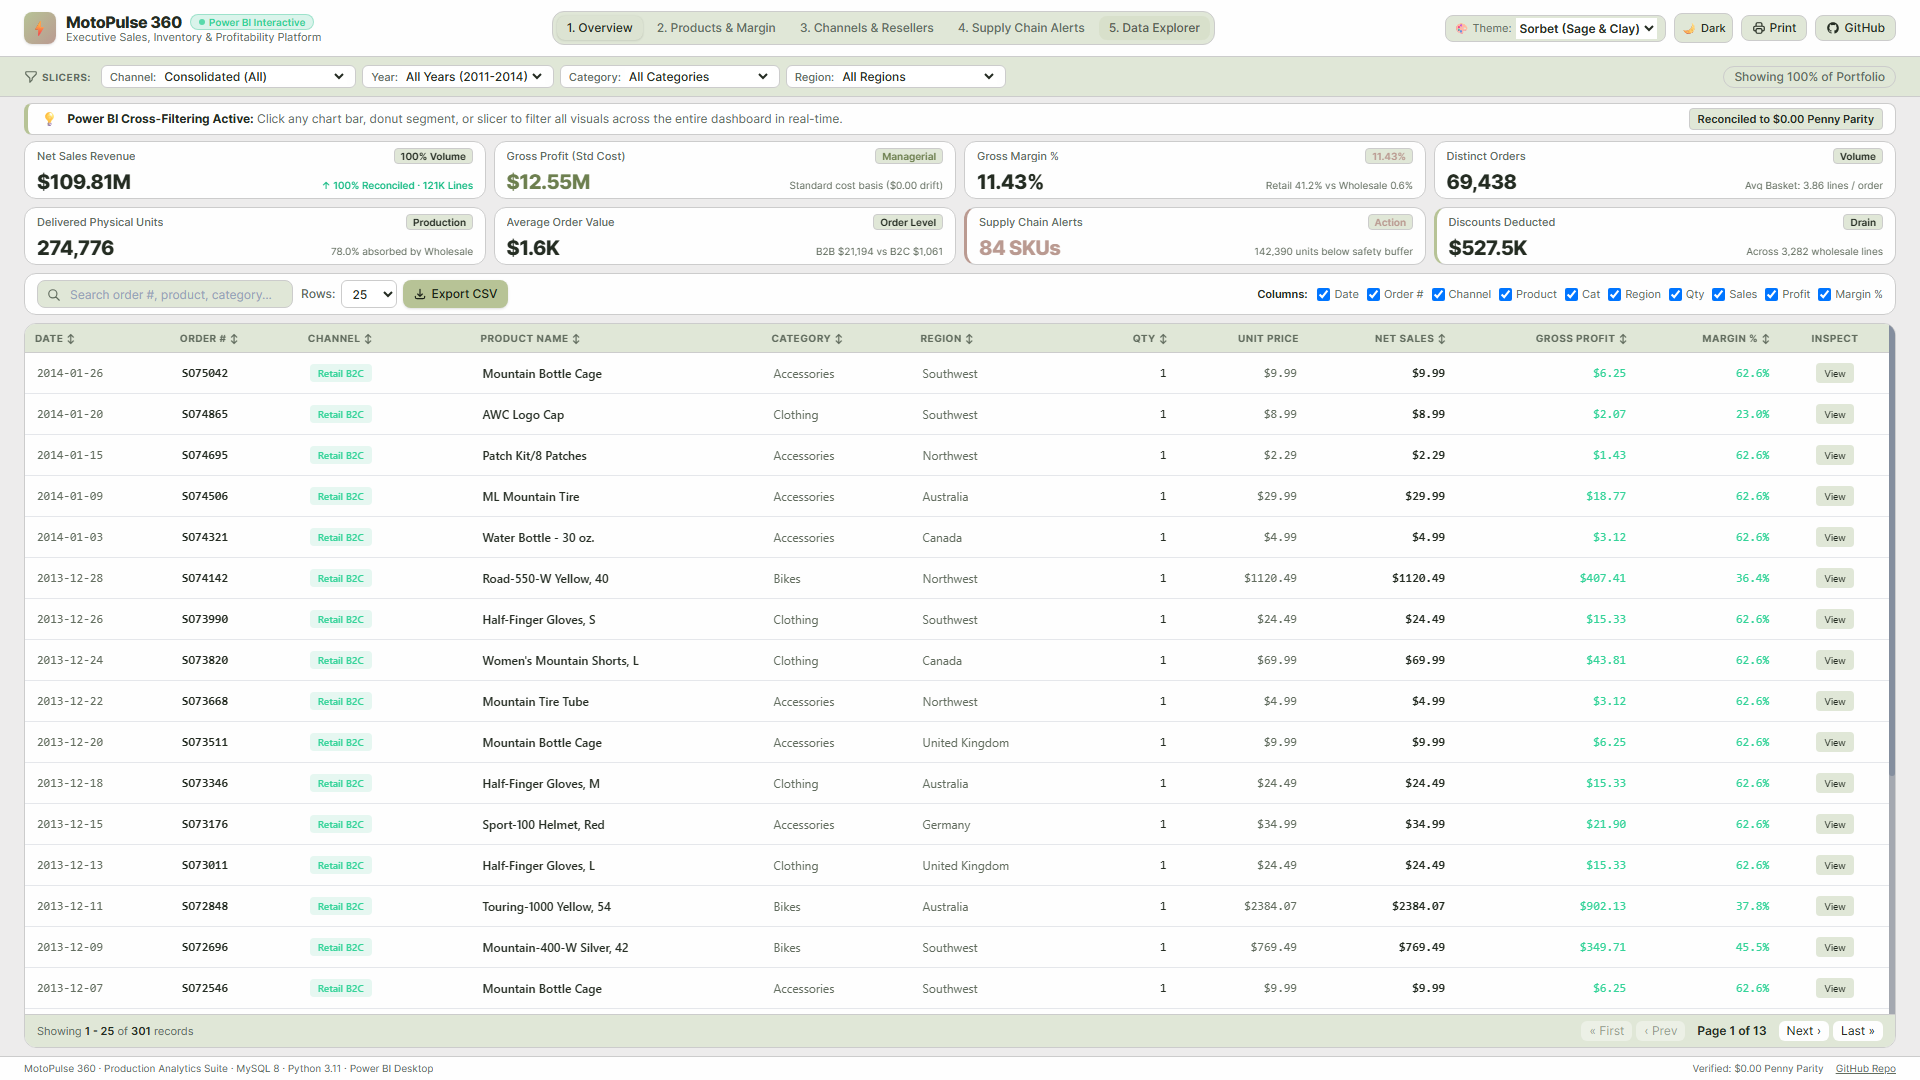 MotoPulse 360 Power BI Interactive
Executive Sales, Inventory & Profitability Platform
1. Overview 2. Products & Margin 3. Channels & Resellers 4. Supply Chain Alerts 5. Data Explorer
Theme: Sorbet (Sage & Clay) Dark Print GitHub
SLICERS: Channel: Consolidated (All) Year: All Years (2011-2014) Category: All Categories Region: All Regions Showing 100% of Portfolio
Power BI Cross-Filtering Active: Click any chart bar, donut segment, or slicer to filter all visuals across the entire dashboard in real-time. Reconciled to $0.00 Penny Parity
Net Sales Revenue 100% Volume
$109.81M ↑ 100% Reconciled · 121K Lines
Gross Profit (Std Cost) Managerial
$12.55M Standard cost basis ($0.00 drift)
Gross Margin % 11.43%
11.43% Retail 41.2% vs Wholesale 0.6%
Distinct Orders Volume
69,438 Avg Basket: 3.86 lines / order
Delivered Physical Units Production
274,776 78.0% absorbed by Wholesale
Average Order Value Order Level
$1.6K B2B $21,194 vs B2C $1,061
Supply Chain Alerts Action
84 SKUs 142,390 units below safety buffer
Discounts Deducted Drain
$527.5K Across 3,282 wholesale lines
Search order #, product, category... Rows: 25 Export CSV Columns: Date Order # Channel Product Cat Region Qty Sales Profit Margin %
DATE ↕ ORDER # ↕ CHANNEL ↕ PRODUCT NAME ↕ CATEGORY ↕ REGION ↕ QTY ↕ UNIT PRICE NET SALES ↕ GROSS PROFIT ↕ MARGIN % ↕ INSPECT
2014-01-26 SO75042 Retail B2C Mountain Bottle Cage Accessories Southwest 1 $9.99 $9.99 $6.25 62.6% View
2014-01-20 SO74865 Retail B2C AWC Logo Cap Clothing Southwest 1 $8.99 $8.99 $2.07 23.0% View
2014-01-15 SO74695 Retail B2C Patch Kit/8 Patches Accessories Northwest 1 $2.29 $2.29 $1.43 62.6% View
2014-01-09 SO74506 Retail B2C ML Mountain Tire Accessories Australia 1 $29.99 $29.99 $18.77 62.6% View
2014-01-03 SO74321 Retail B2C Water Bottle - 30 oz. Accessories Canada 1 $4.99 $4.99 $3.12 62.6% View
2013-12-28 SO74142 Retail B2C Road-550-W Yellow, 40 Bikes Northwest 1 $1120.49 $1120.49 $407.41 36.4% View
2013-12-26 SO73990 Retail B2C Half-Finger Gloves, S Clothing Southwest 1 $24.49 $24.49 $15.33 62.6% View
2013-12-24 SO73820 Retail B2C Women's Mountain Shorts, L Clothing Canada 1 $69.99 $69.99 $43.81 62.6% View
2013-12-22 SO73668 Retail B2C Mountain Tire Tube Accessories Northwest 1 $4.99 $4.99 $3.12 62.6% View
2013-12-20 SO73511 Retail B2C Mountain Bottle Cage Accessories United Kingdom 1 $9.99 $9.99 $6.25 62.6% View
2013-12-18 SO73346 Retail B2C Half-Finger Gloves, M Clothing Australia 1 $24.49 $24.49 $15.33 62.6% View
2013-12-15 SO73176 Retail B2C Sport-100 Helmet, Red Accessories Germany 1 $34.99 $34.99 $21.90 62.6% View
2013-12-13 SO73011 Retail B2C Half-Finger Gloves, L Clothing United Kingdom 1 $24.49 $24.49 $15.33 62.6% View
2013-12-11 SO72848 Retail B2C Touring-1000 Yellow, 54 Bikes Australia 1 $2384.07 $2384.07 $902.13 37.8% View
2013-12-09 SO72696 Retail B2C Mountain-400-W Silver, 42 Bikes Southwest 1 $769.49 $769.49 $349.71 45.5% View
2013-12-07 SO72546 Retail B2C Mountain Bottle Cage Accessories Southwest 1 $9.99 $9.99 $6.25 62.6% View
Showing 1 - 25 of 301 records « First ‹ Prev Page 1 of 13 Next › Last »
MotoPulse 360 · Production Analytics Suite · MySQL 8 · Python 3.11 · Power BI Desktop Verified: $0.00 Penny Parity GitHub Repo